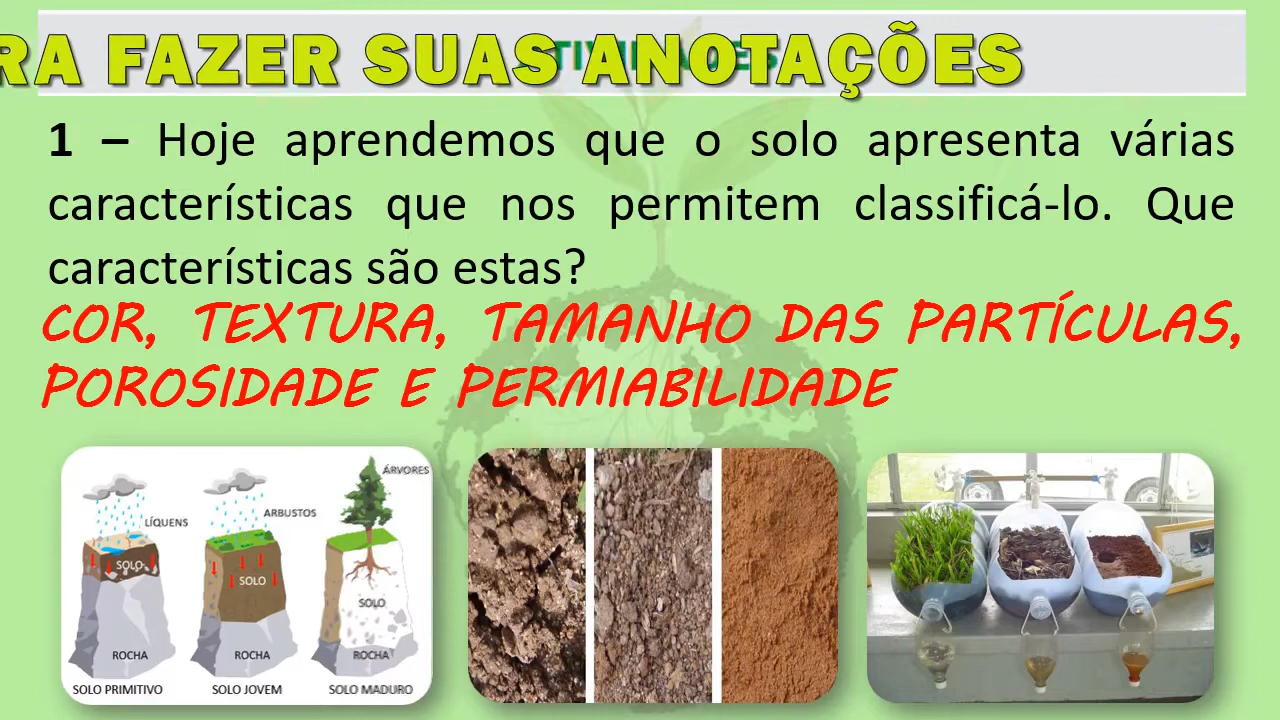 RA FAZER SUAS ANOTAÇÕES
1 – Hoje aprendemos que o solo apresenta várias
características que nos permitem classificá-lo. Que
características são estas?
COR, TEXTURA, TAMANHO DAS PARTÍCULAS,
POROSIDADE E PERMIABILIDADE
ÁRVORES
LÍQUENS
ARBUSTOS
SOLO
SOLO
SOLO
ROCHA
ROCHA
ROCHA
SOLO PRIMITIVO
SOLO JOVEM
SOLO MADURO